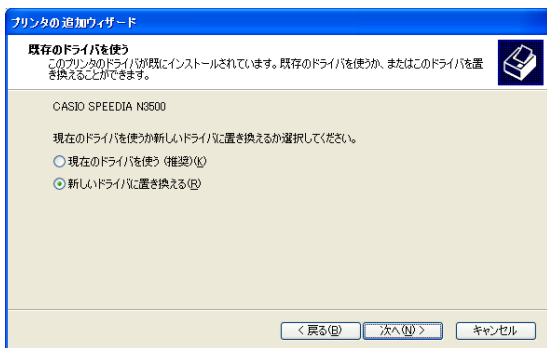 プリンタの追加ウィザード
既存のドライバを使う
このプリンタのドライバが既にインストールされています。既存のドライバを使うか、またはこのドライバを置
き換えることができます。
CASIO SPEEDIA N3500
現在のドライバを使うか新しいドライバに置き換えるか選択してください。
現在のドライバを使う (推奨)(K)
新しいドライバに置き換える(R)
< 戻る(B) 次へ(N) > キャンセル